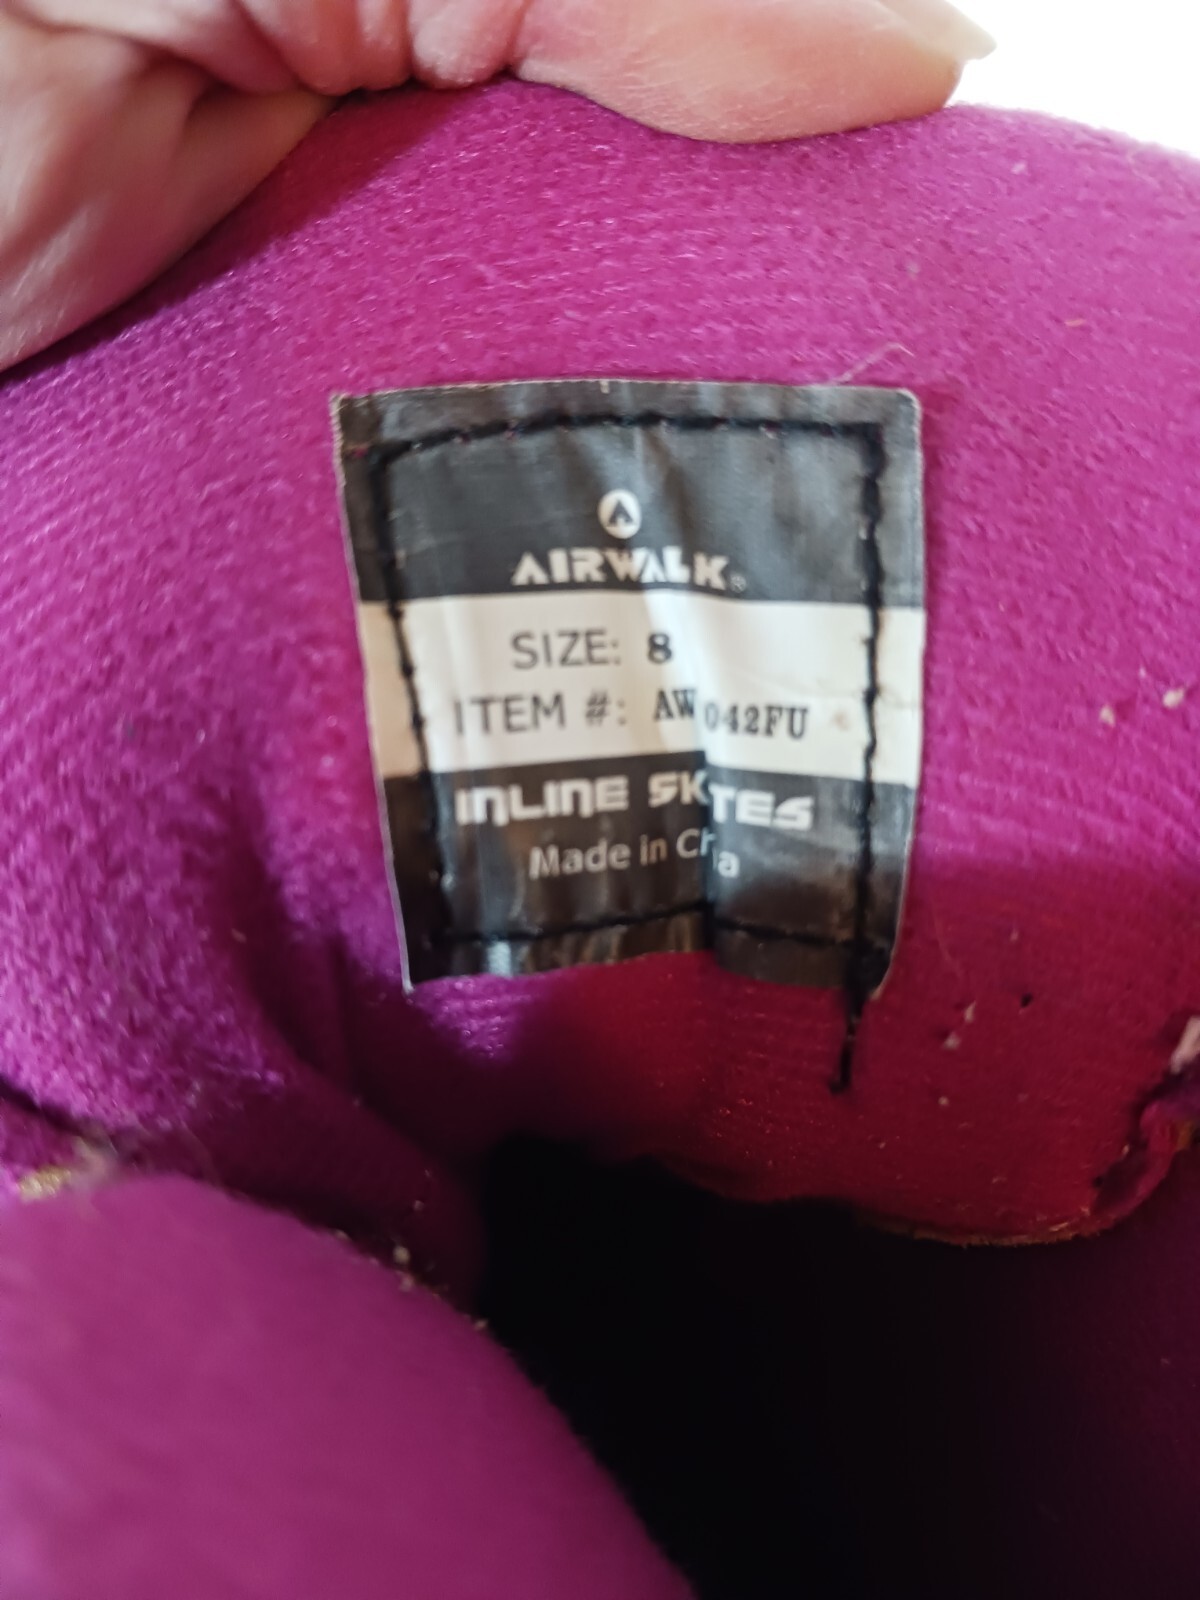 AIRWALK®
SIZE: 8
ITEM #: AW 042FU
INLINE SK TES
Made in Ch a